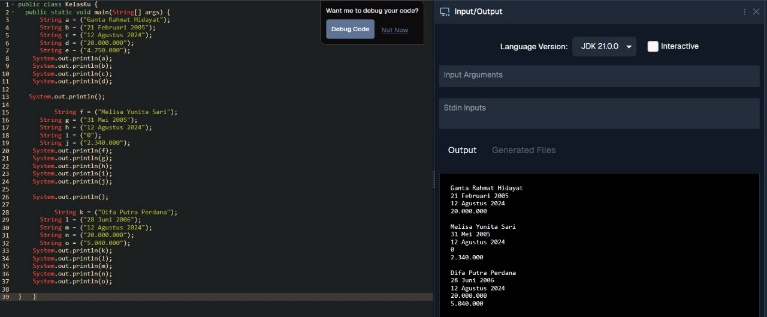 1 public class KelasKu {
2 public static void main(String[] args) {
3 String a = ("Ganta Rahmat Hidayat");
4 String b = ("21 Februari 2005");
5 String c = ("12 Agustus 2024");
6 String d = ("20.000.000");
7 String e = ("4.750.000");
8 System.out.println(a);
9 System.out.println(b);
10 System.out.println(c);
11 System.out.println(d);
12
13 System.out.println();
14
15 String f = ("Melisa Yunita Sari");
16 String g = ("31 Mei 2005");
17 String h = ("12 Agustus 2024");
18 String i = ("0");
19 String j = ("2.340.000");
20 System.out.println(f);
21 System.out.println(g);
22 System.out.println(h);
23 System.out.println(i);
24 System.out.println(j);
25
26 System.out.println();
27
28 String k = ("Difa Putra Perdana");
29 String l = ("28 Juni 2006");
30 String m = ("12 Agustus 2024");
31 String n = ("20.000.000");
32 String o = ("5.040.000");
33 System.out.println(k);
34 System.out.println(l);
35 System.out.println(m);
36 System.out.println(n);
37 System.out.println(o);
38
39 } }
Want me to debug your code?
Debug Code Not Now
Input/Output
Language Version: JDK 21.0.0 Interactive
Input Arguments
Stdin Inputs
Output Generated Files
Ganta Rahmat Hidayat
21 Februari 2005
12 Agustus 2024
20.000.000
Melisa Yunita Sari
31 Mei 2005
12 Agustus 2024
0
2.340.000
Difa Putra Perdana
28 Juni 2006
12 Agustus 2024
20.000.000
5.040.000